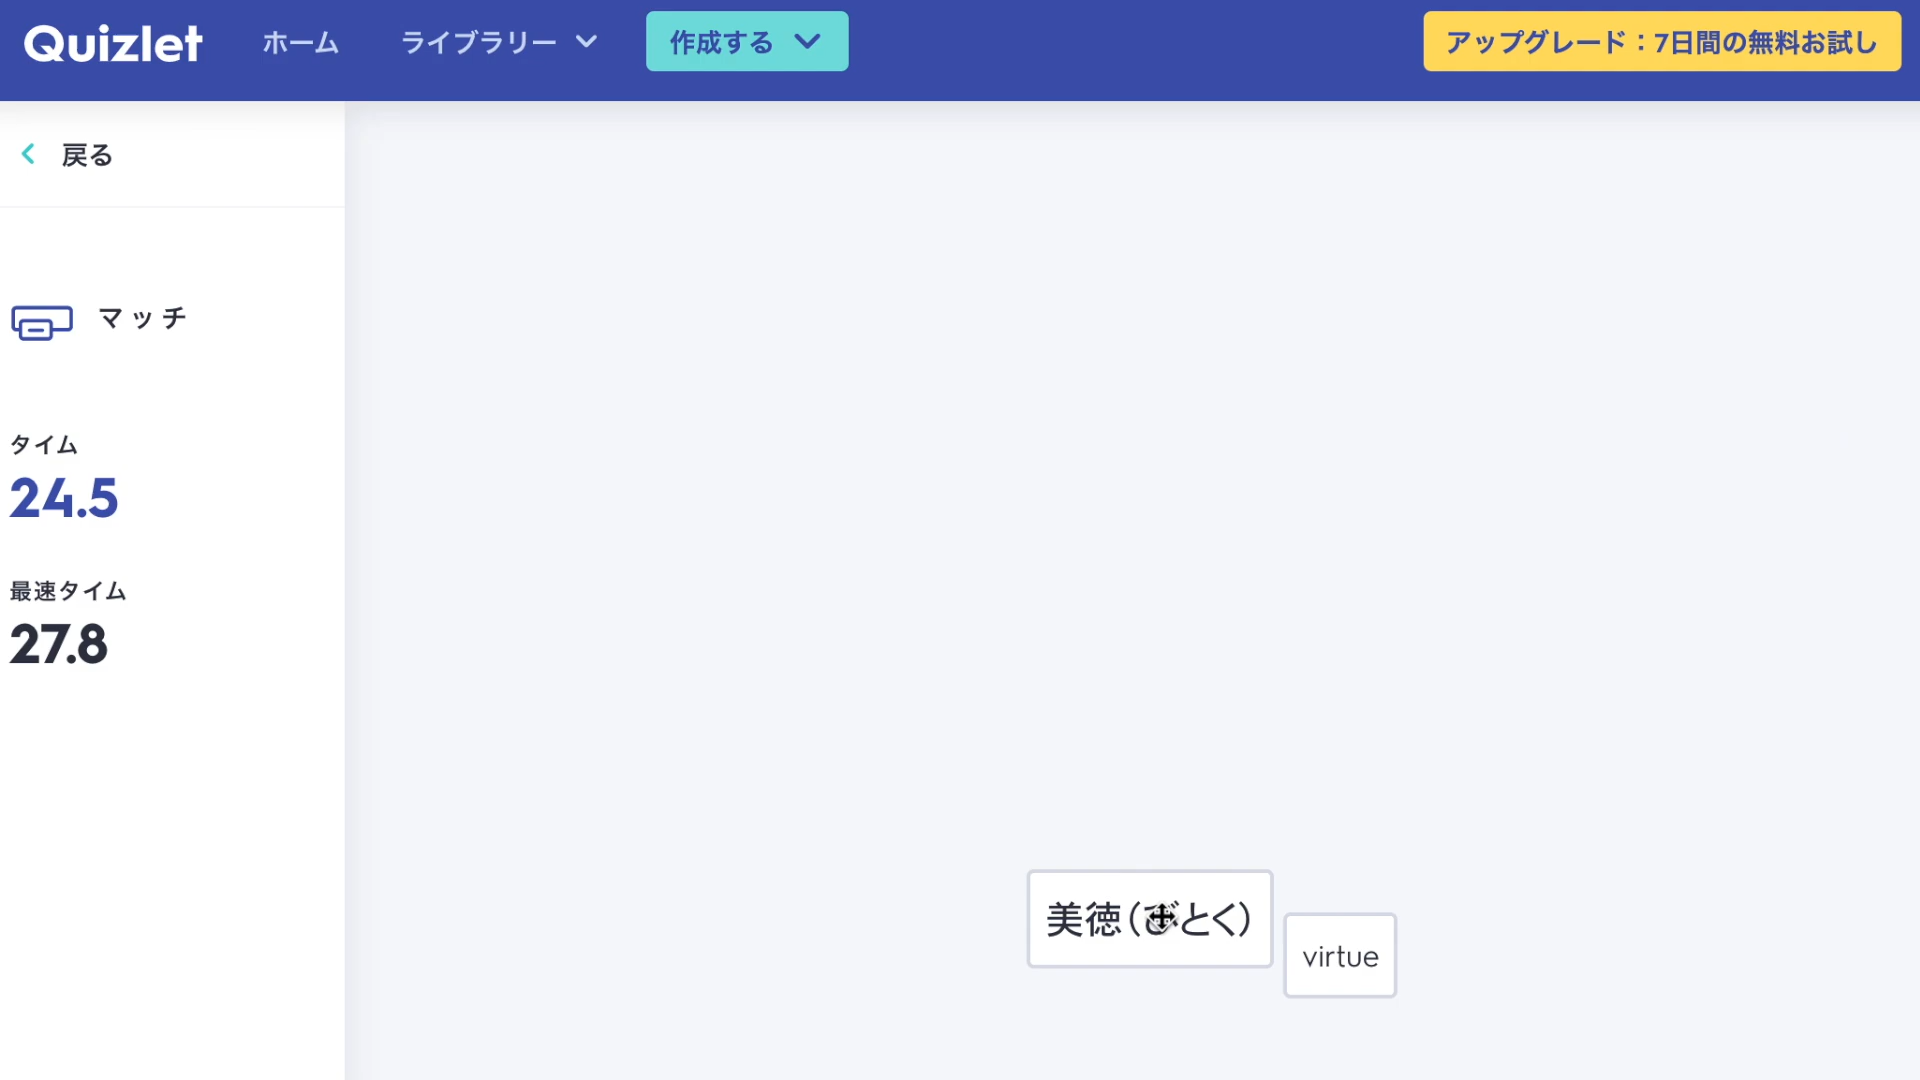 Quizlet ホーム ライブラリー 作成する アップグレード：7日間の無料お試し
戻る
マッチ
タイム
24.5
最速タイム
27.8
美徳(びとく)
virtue